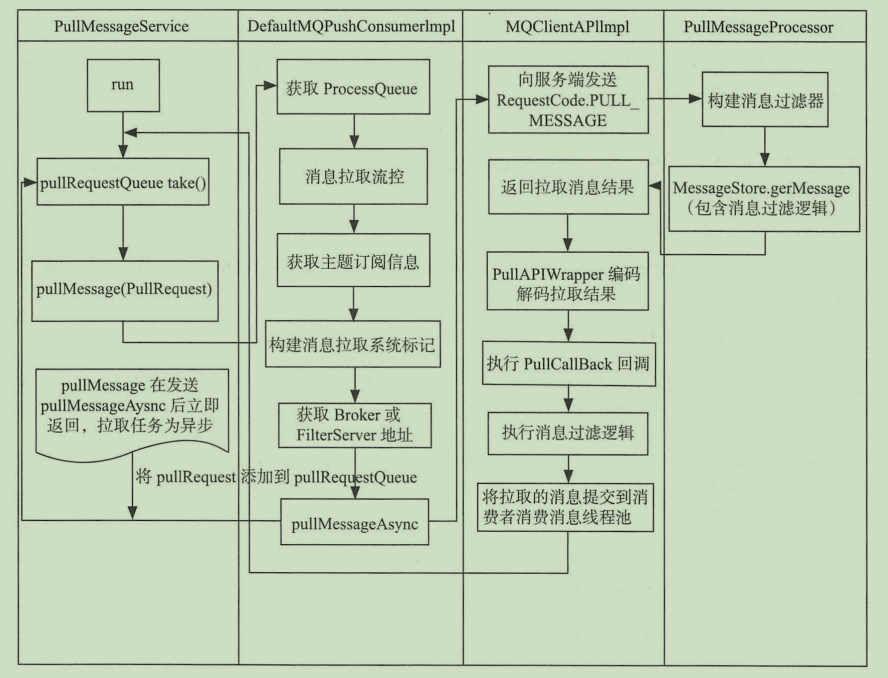 PullMessageService
DefaultMQPushConsumerImpl
MQClientAPIImpl
PullMessageProcessor
run
pullRequestQueue take()
pullMessage(PullRequest)
pullMessage 在发送
pullMessageAysnc 后立即
返回，拉取任务为异步
将 pullRequest 添加到 pullRequestQueue
获取 ProcessQueue
消息拉取流控
获取主题订阅信息
构建消息拉取系统标记
获取 Broker 或
FilterServer 地址
pullMessageAsync
向服务端发送
RequestCode.PULL_
MESSAGE
返回拉取消息结果
PullAPIWrapper 编码
解码拉取结果
执行 PullCallBack 回调
执行消息过滤逻辑
将拉取的消息提交到消
费者消费消息线程池
构建消息过滤器
MessageStore.gerMessage
（包含消息过滤逻辑）